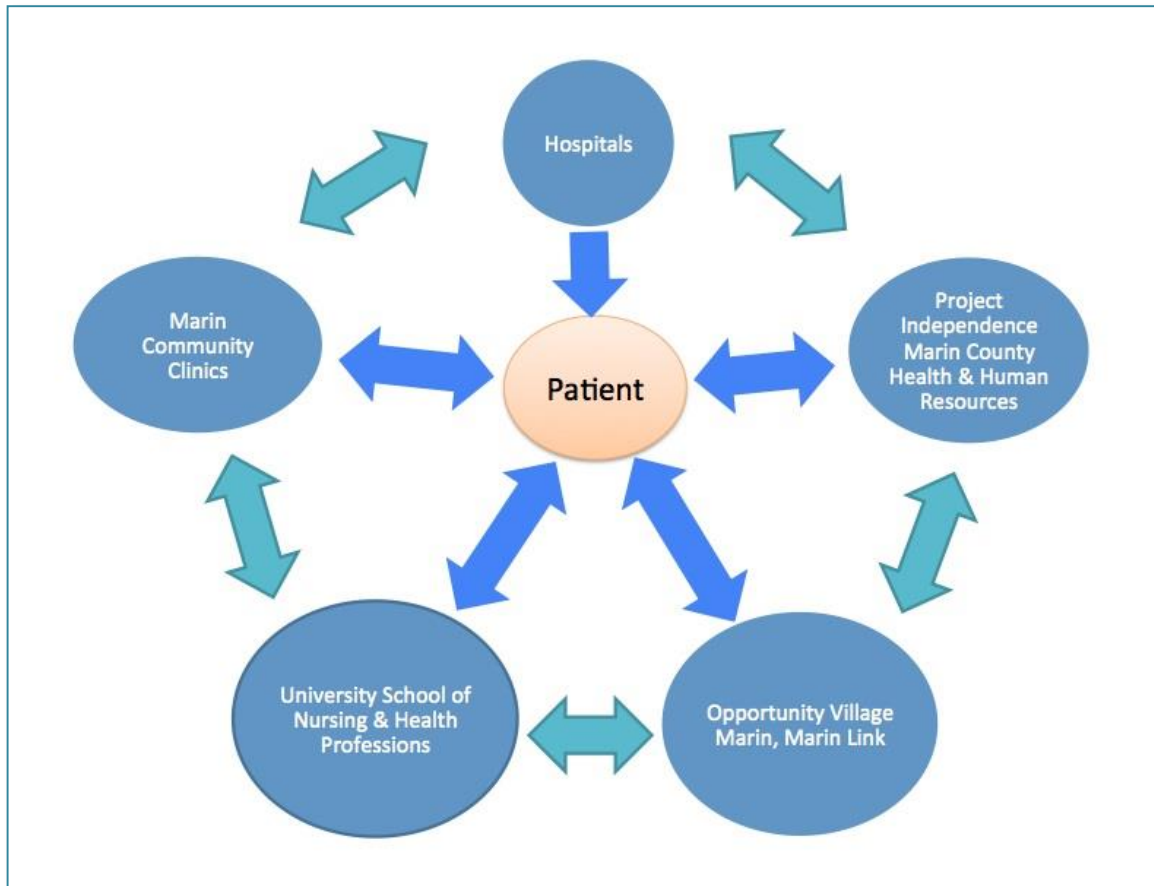 Hospitals
Marin
Community
Clinics
Project
Independence
Marin County
Health & Human
Resources
Patient
University School of
Nursing & Health
Professions
Opportunity Village
Marin, Marin Link